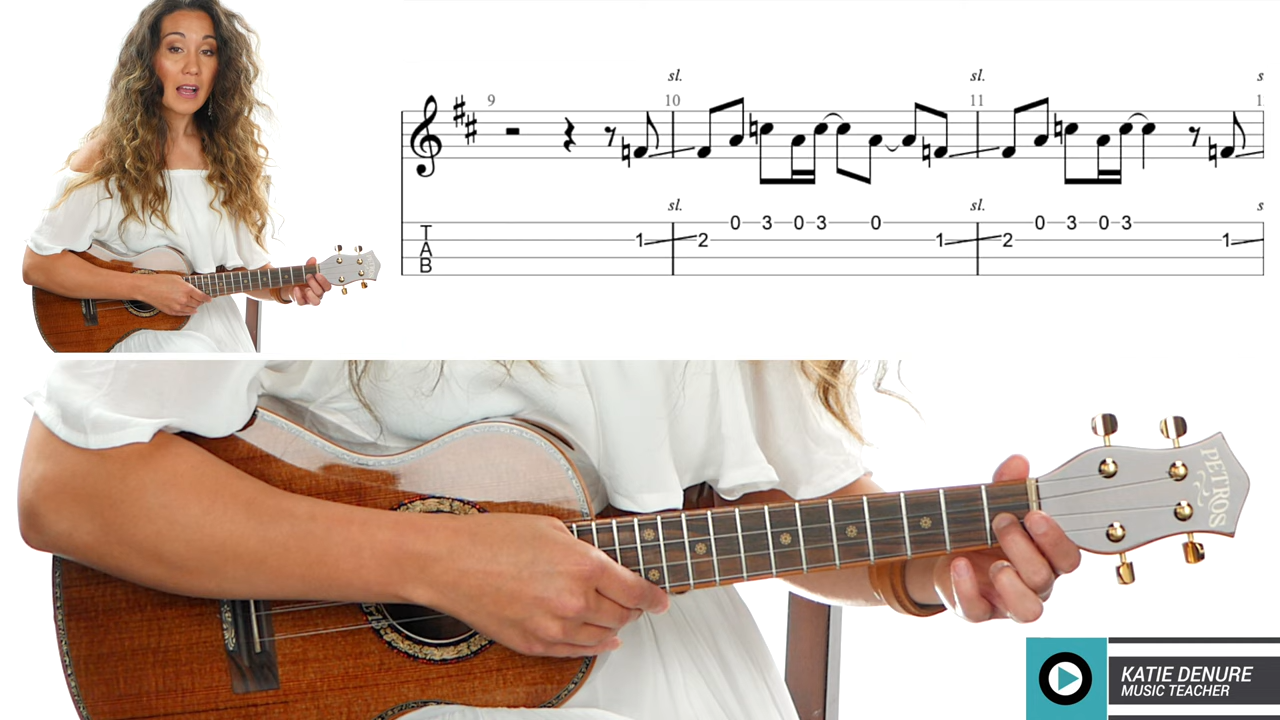 sl. sl. s
9 10 11 1
sl. sl. s
0 3 0 3 0 0 3 0 3
T 1 2 1 2 1
A
B
PETROS
KATIE DENURE
MUSIC TEACHER